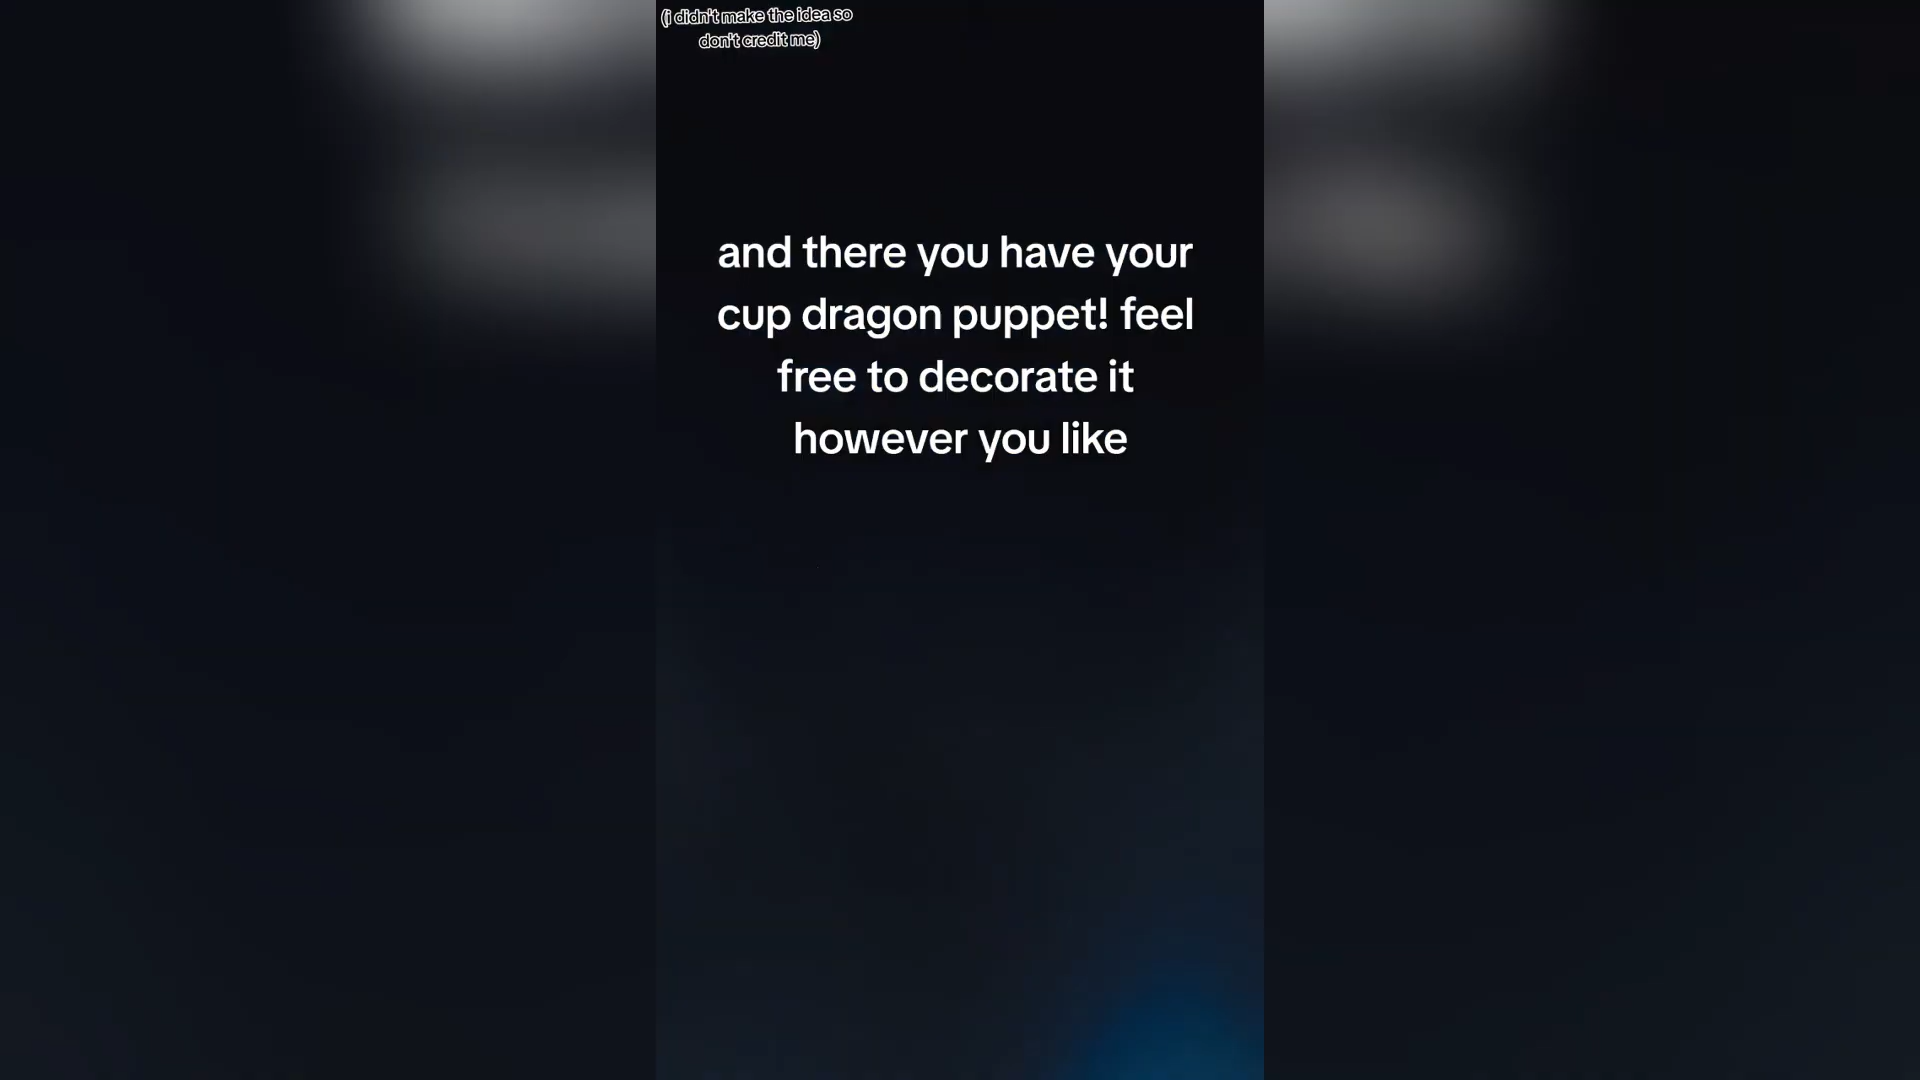 (i didn't make the idea so
don't credit me)
and there you have your
cup dragon puppet! feel
free to decorate it
however you like